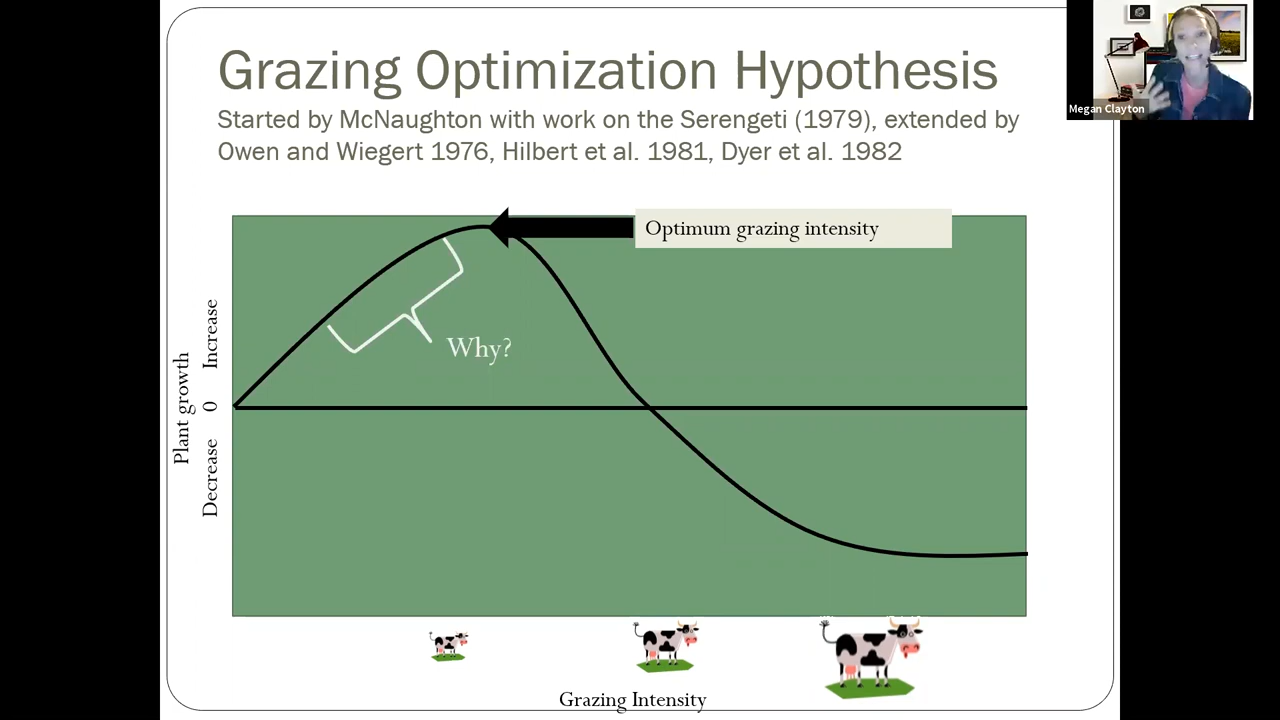 Grazing Optimization Hypothesis
Started by McNaughton with work on the Serengeti (1979), extended by
Owen and Wiegert 1976, Hilbert et al. 1981, Dyer et al. 1982
Megan Clayton
Optimum grazing intensity
Why?
Plant growth
Increase
0
Decrease
Grazing Intensity